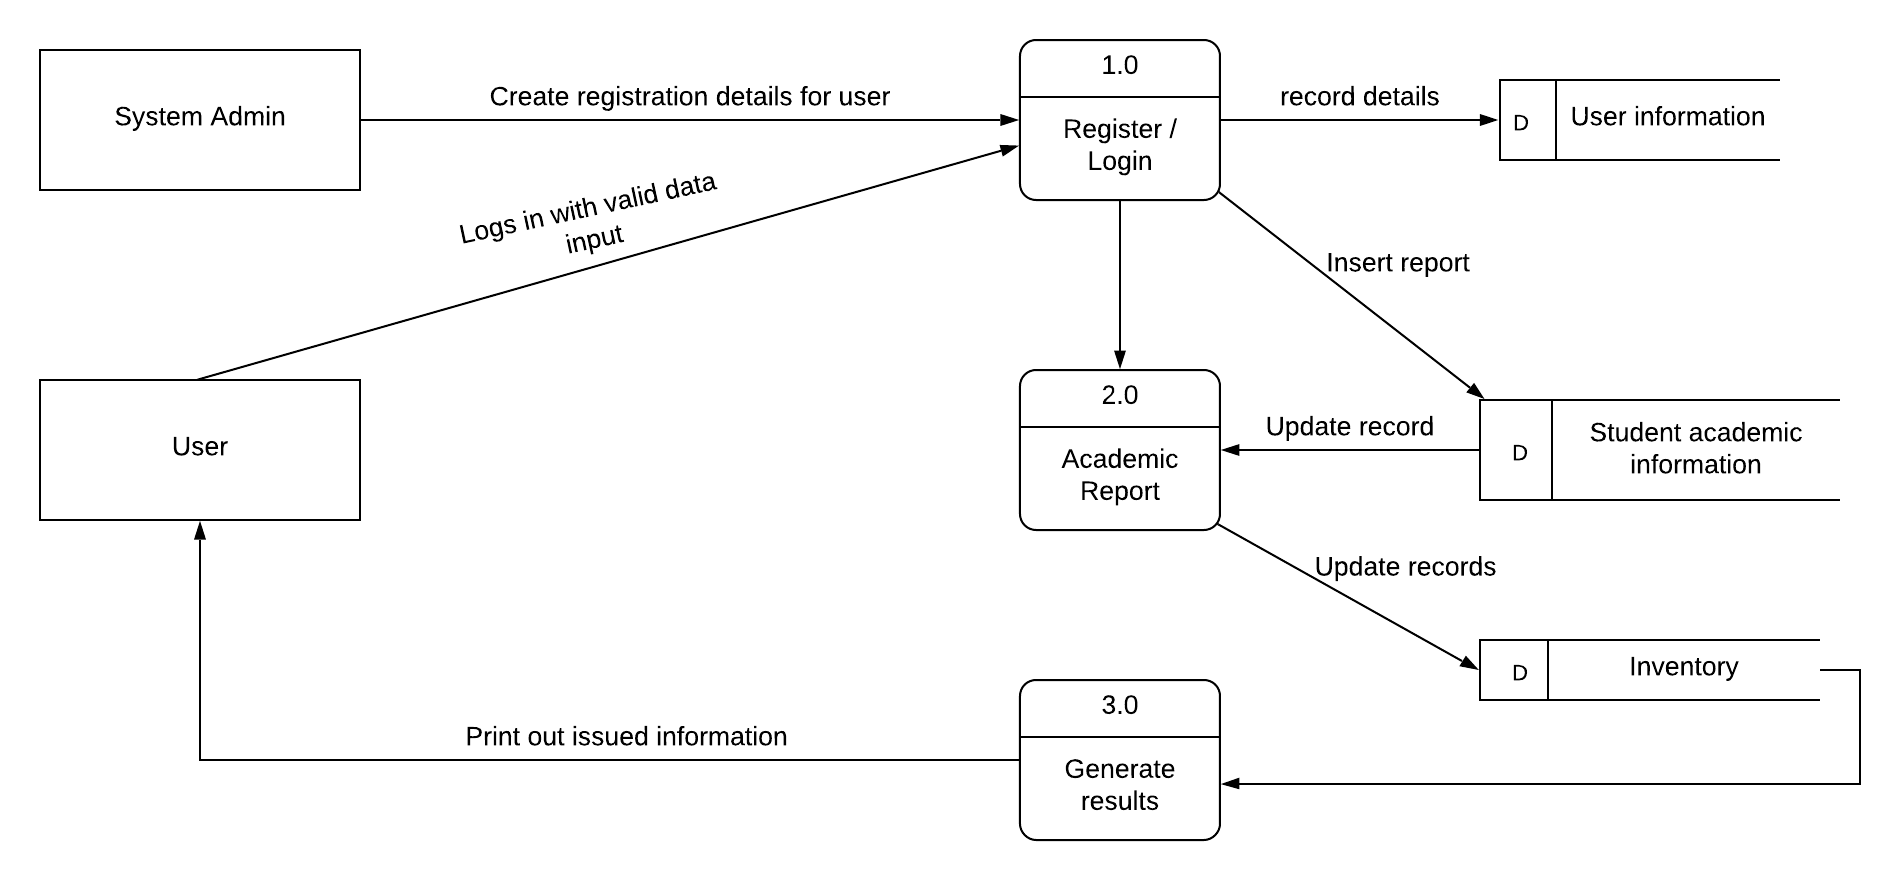 System Admin
Create registration details for user
1.0
Register /
Login
record details
D
User information
Logs in with valid data
input
Insert report
User
2.0
Academic
Report
Update record
D
Student academic
information
Update records
D
Inventory
3.0
Generate
results
Print out issued information